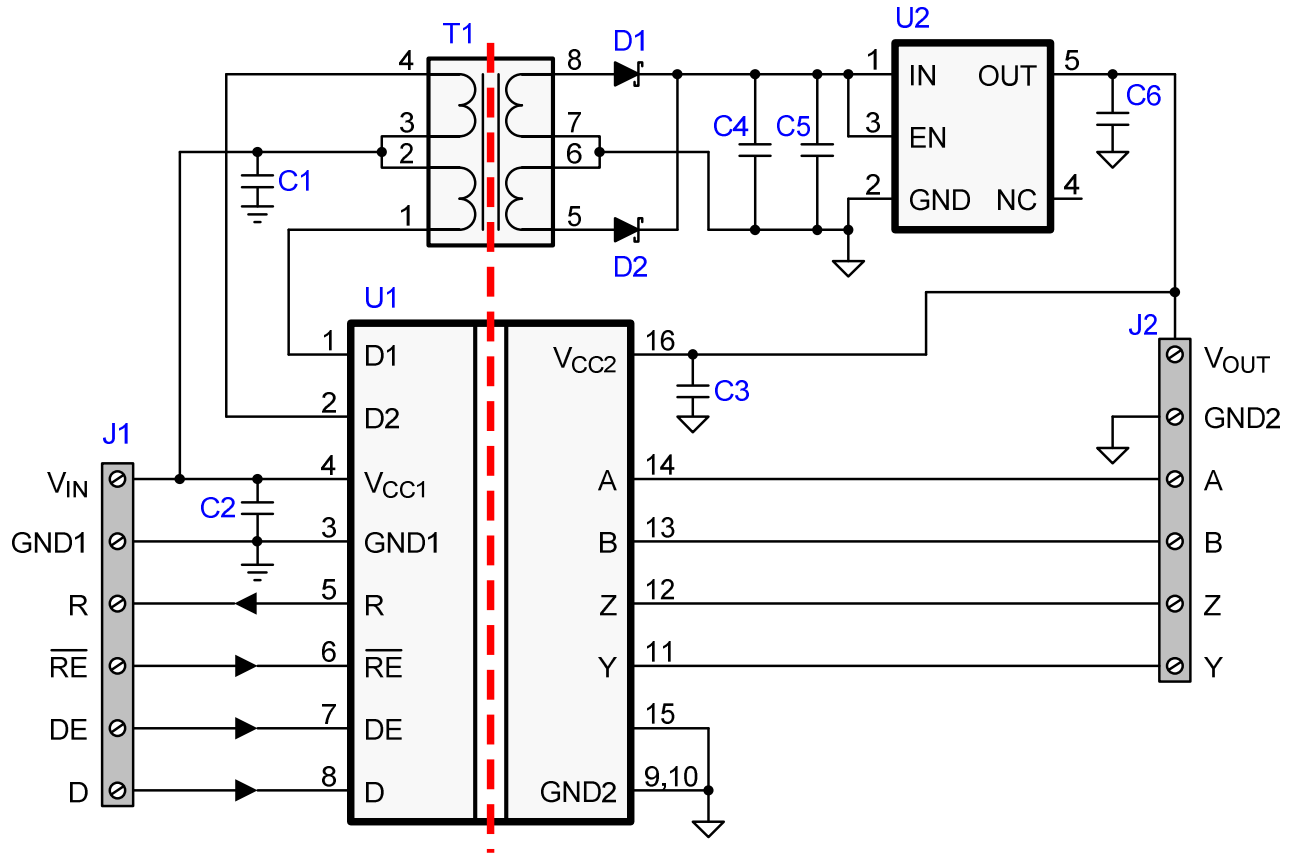 T1
D1
U2
4
8
1
IN
OUT
5
C4
C5
C6
3
7
3
EN
2
6
C1
2
GND
NC
4
1
5
D2
U1
J2
1
D1
VCC2
16
VOUT
C3
2
D2
GND2
J1
VIN
4
VCC1
A
14
A
C2
GND1
3
GND1
B
13
B
R
5
R
Z
12
Z
RE
6
RE
Y
11
Y
DE
7
DE
15
D
8
D
GND2
9,10